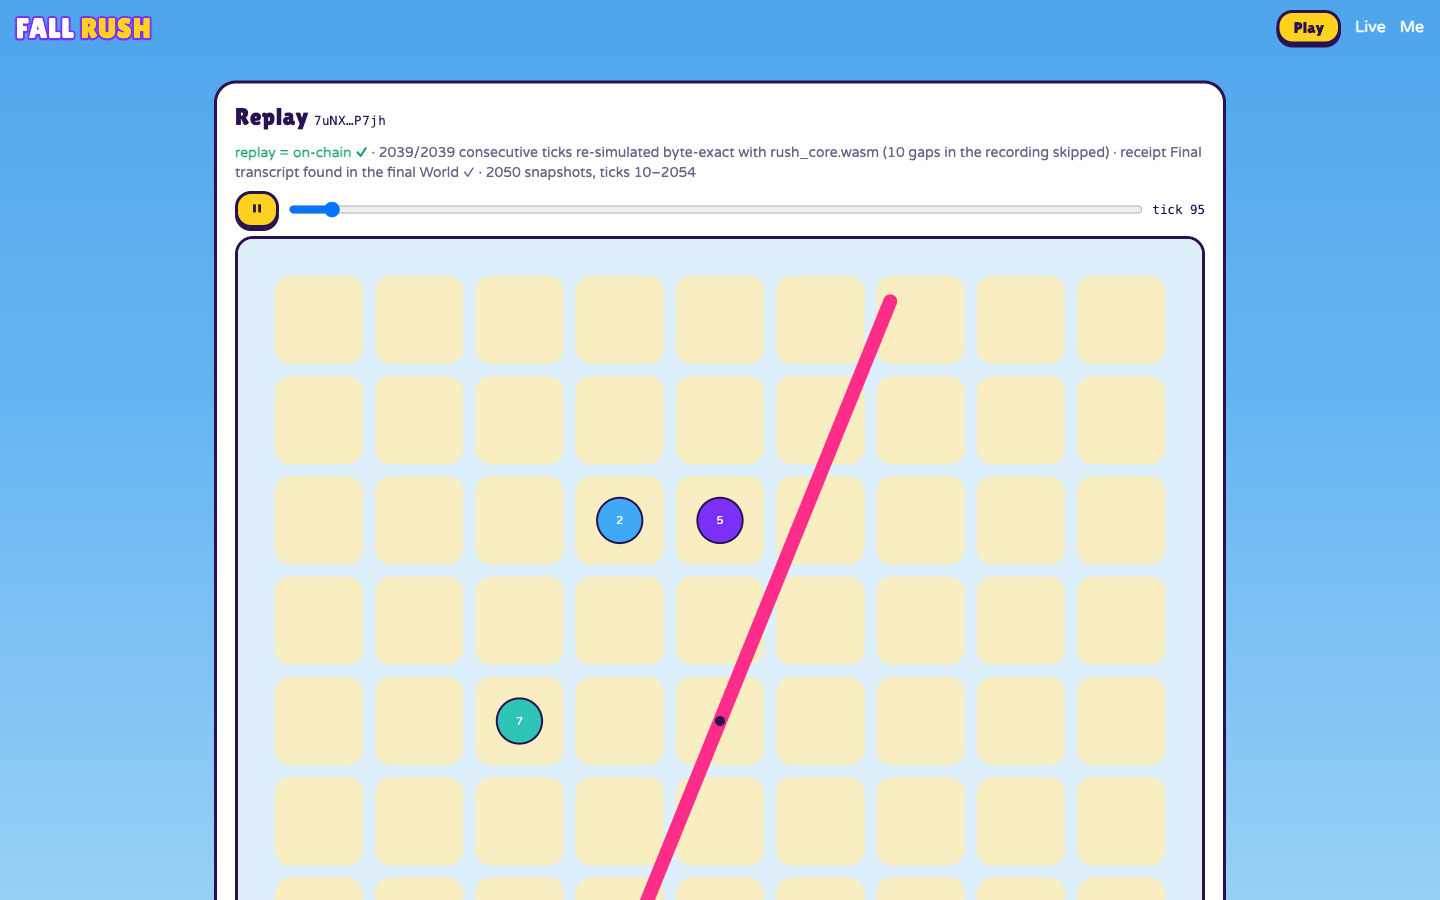 FALL RUSH
Play Live Me
Replay 7uNX…P7jh
replay = on-chain ✓ · 2039/2039 consecutive ticks re-simulated byte-exact with rush_core.wasm (10 gaps in the recording skipped) · receipt Final
transcript found in the final World ✓ · 2050 snapshots, ticks 10–2054
tick 95
2 5
7